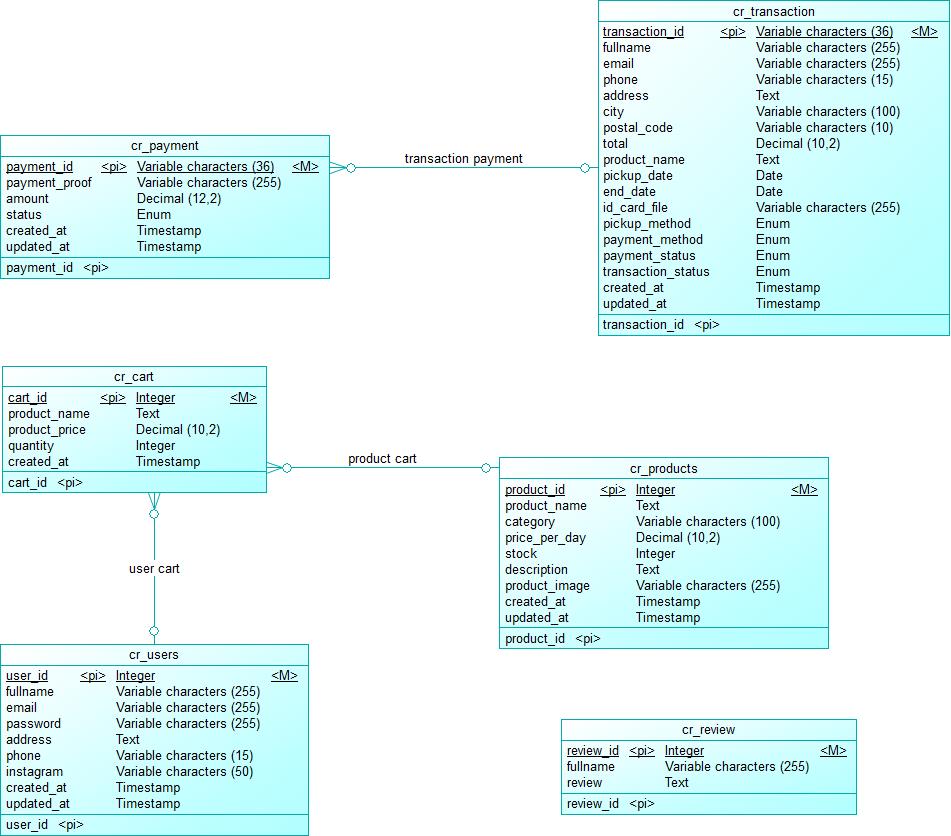 cr_transaction
transaction_id <pi> Variable characters (36) <M>
fullname Variable characters (255)
email Variable characters (255)
phone Variable characters (15)
address Text
city Variable characters (100)
postal_code Variable characters (10)
total Decimal (10,2)
product_name Text
pickup_date Date
end_date Date
id_card_file Variable characters (255)
pickup_method Enum
payment_method Enum
payment_status Enum
transaction_status Enum
created_at Timestamp
updated_at Timestamp
transaction_id <pi>
cr_payment
payment_id <pi> Variable characters (36) <M>
payment_proof Variable characters (255)
amount Decimal (12,2)
status Enum
created_at Timestamp
updated_at Timestamp
payment_id <pi>
transaction payment
cr_cart
cart_id <pi> Integer <M>
product_name Text
product_price Decimal (10,2)
quantity Integer
created_at Timestamp
cart_id <pi>
product cart
cr_products
product_id <pi> Integer <M>
product_name Text
category Variable characters (100)
price_per_day Decimal (10,2)
stock Integer
description Text
product_image Variable characters (255)
created_at Timestamp
updated_at Timestamp
product_id <pi>
user cart
cr_users
user_id <pi> Integer <M>
fullname Variable characters (255)
email Variable characters (255)
password Variable characters (255)
address Text
phone Variable characters (15)
instagram Variable characters (50)
created_at Timestamp
updated_at Timestamp
user_id <pi>
cr_review
review_id <pi> Integer <M>
fullname Variable characters (255)
review Text
review_id <pi>